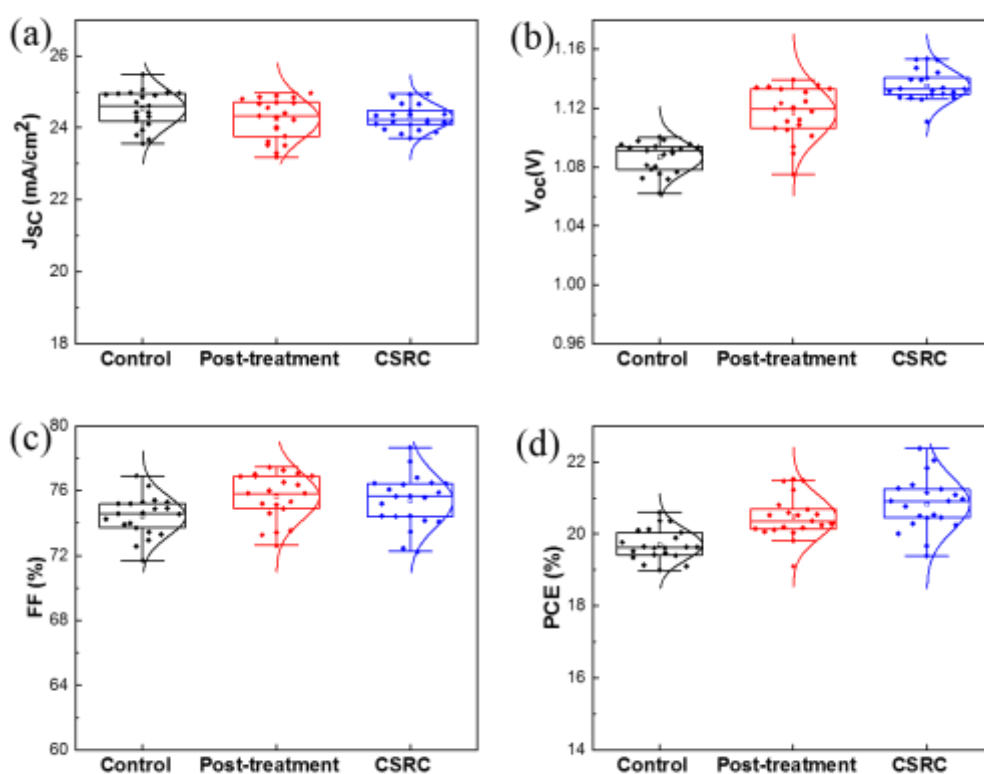 (a)
J_SC (mA/cm²)
26
24
22
20
18
Control Post-treatment CSRC
(b)
V_OC(V)
1.16
1.12
1.08
1.04
1.00
0.96
Control Post-treatment CSRC
(c)
FF (%)
80
76
72
68
64
60
Control Post-treatment CSRC
(d)
PCE (%)
22
20
18
16
14
Control Post-treatment CSRC